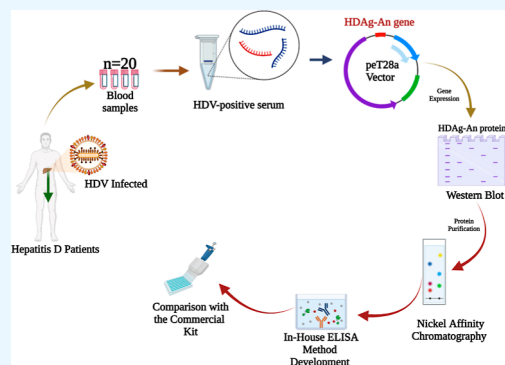 n=20
Blood
samples
HDV-positive serum
HDAg-An gene
peT28a
Vector
Gene
Expression
HDAg-An protein
Western Blot
Protein
Purification
Nickel Affinity
Chromatography
In-House ELISA
Method
Development
Comparison with
the Commercial
Kit
HDV Infected
Hepatitis D Patients